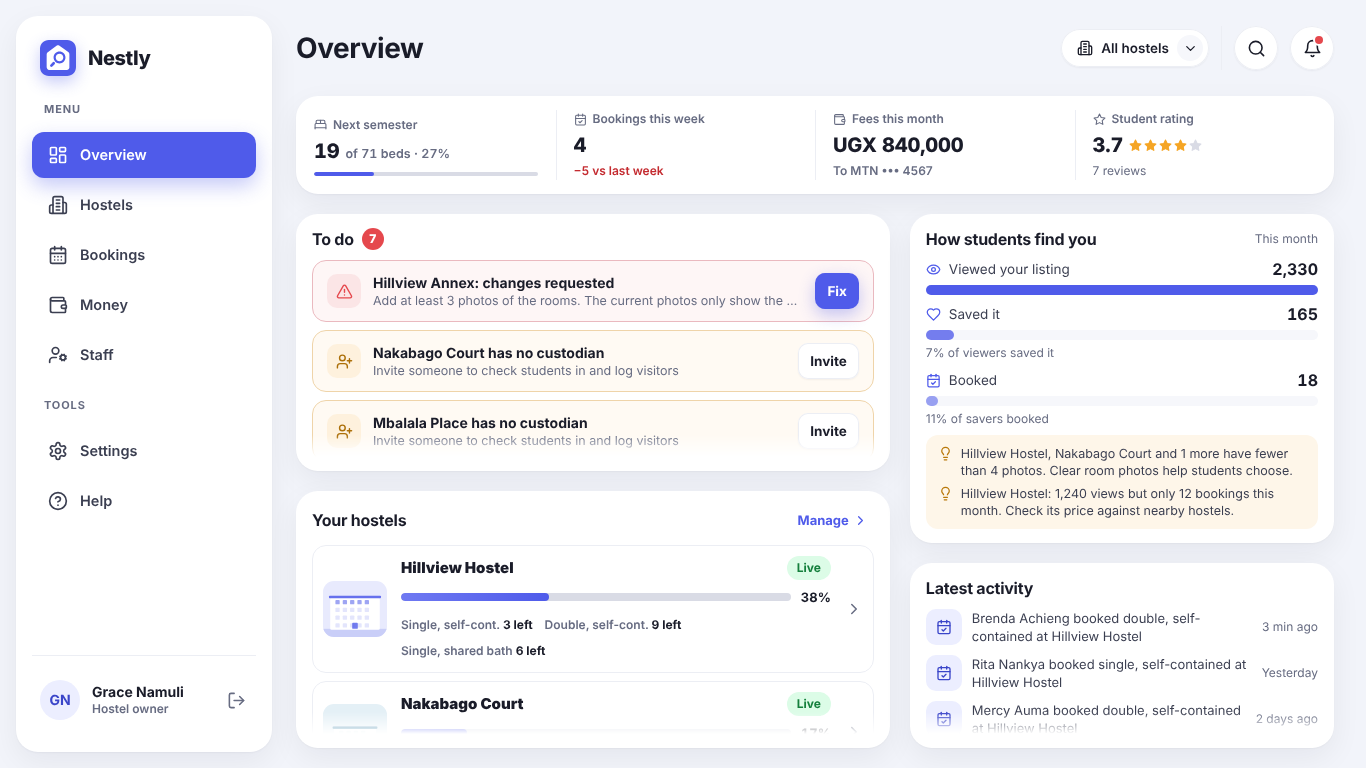 Nestly
MENU
Overview
Hostels
Bookings
Money
Staff
TOOLS
Settings
Help
GN
Grace Namuli
Hostel owner
Overview
All hostels
Next semester
19 of 71 beds · 27%
Bookings this week
4
−5 vs last week
Fees this month
UGX 840,000
To MTN ••• 4567
Student rating
3.7
7 reviews
To do 7
Hillview Annex: changes requested
Add at least 3 photos of the rooms. The current photos only show the ...
Fix
Nakabago Court has no custodian
Invite someone to check students in and log visitors
Invite
Mbalala Place has no custodian
Invite someone to check students in and log visitors
Invite
Your hostels
Manage
Hillview Hostel
Live
38%
Single, self-cont. 3 left Double, self-cont. 9 left
Single, shared bath 6 left
Nakabago Court
Live
17%
How students find you
This month
Viewed your listing
2,330
Saved it
165
7% of viewers saved it
Booked
18
11% of savers booked
Hillview Hostel, Nakabago Court and 1 more have fewer
than 4 photos. Clear room photos help students choose.
Hillview Hostel: 1,240 views but only 12 bookings this
month. Check its price against nearby hostels.
Latest activity
Brenda Achieng booked double, self-
contained at Hillview Hostel
3 min ago
Rita Nankya booked single, self-contained at
Hillview Hostel
Yesterday
Mercy Auma booked double, self-contained
at Hillview Hostel
2 days ago